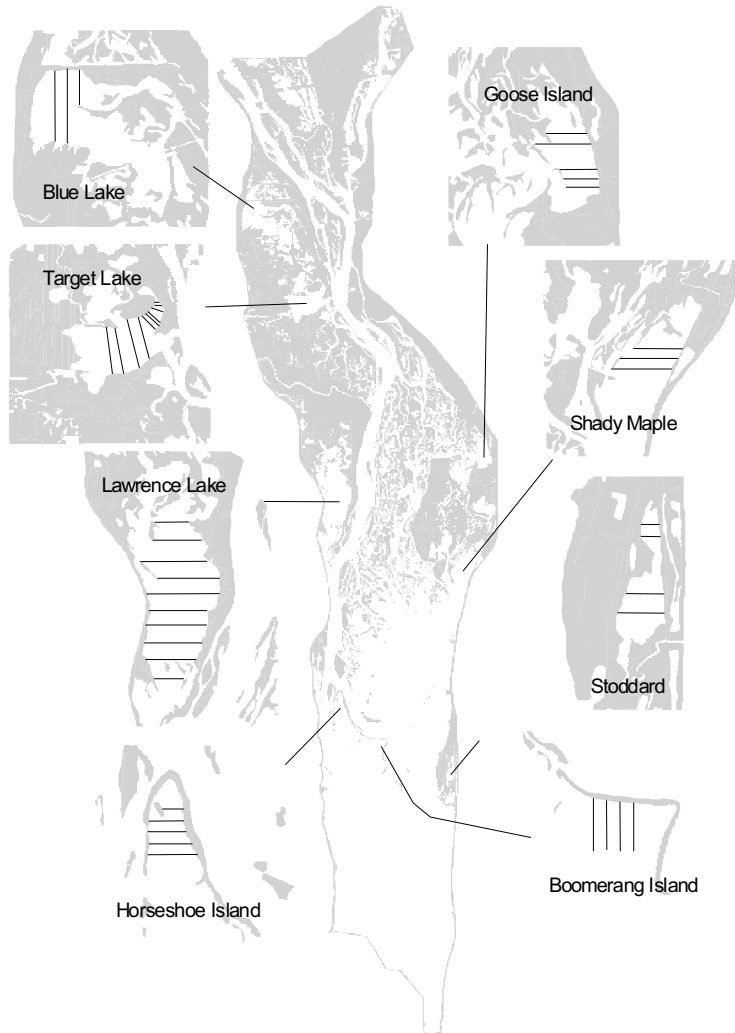 Goose Island
Blue Lake
Target Lake
Shady Maple
Lawrence Lake
Stoddard
Boomerang Island
Horseshoe Island